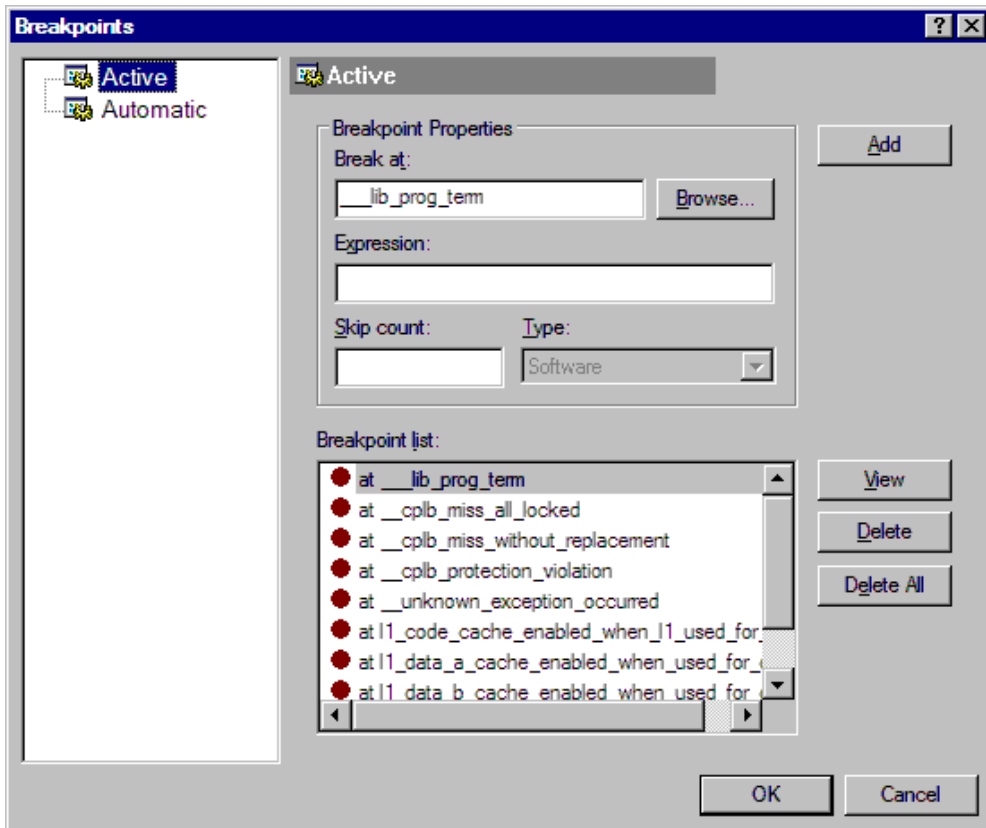 Breakpoints
Active
Automatic
Active
Breakpoint Properties
Break at:
___lib_prog_term
Browse...
Add
Expression:
Skip count:
Type:
Software
Breakpoint list:
at ___lib_prog_term
at __cplb_miss_all_locked
at __cplb_miss_without_replacement
at __cplb_protection_violation
at __unknown_exception_occurred
at l1_code_cache_enabled_when_l1_used_for_
at l1_data_a_cache_enabled_when_used_for_
at l1_data_b_cache_enabled_when_used_for_
View
Delete
Delete All
OK
Cancel